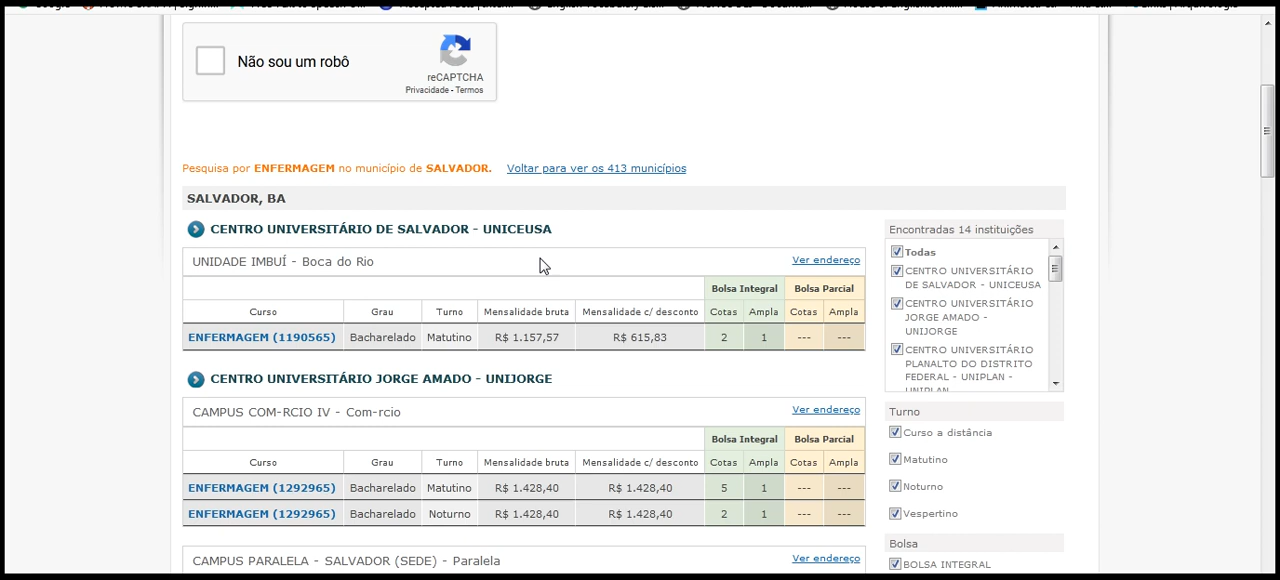 Não sou um robô
reCAPTCHA
Privacidade - Termos
Pesquisa por ENFERMAGEM no município de SALVADOR. Voltar para ver os 413 municípios
SALVADOR, BA
CENTRO UNIVERSITÁRIO DE SALVADOR - UNICEUSA
UNIDADE IMBUÍ - Boca do Rio Ver endereço
Bolsa Integral Bolsa Parcial
Curso Grau Turno Mensalidade bruta Mensalidade c/ desconto Cotas Ampla Cotas Ampla
ENFERMAGEM (1190565) Bacharelado Matutino R$ 1.157,57 R$ 615,83 2 1 --- ---
CENTRO UNIVERSITÁRIO JORGE AMADO - UNIJORGE
CAMPUS COM-RCIO IV - Com-rcio Ver endereço
Bolsa Integral Bolsa Parcial
Curso Grau Turno Mensalidade bruta Mensalidade c/ desconto Cotas Ampla Cotas Ampla
ENFERMAGEM (1292965) Bacharelado Matutino R$ 1.428,40 R$ 1.428,40 5 1 --- ---
ENFERMAGEM (1292965) Bacharelado Noturno R$ 1.428,40 R$ 1.428,40 2 1 --- ---
CAMPUS PARALELA - SALVADOR (SEDE) - Paralela Ver endereço
Encontradas 14 instituições
Todas
CENTRO UNIVERSITÁRIO
DE SALVADOR - UNICEUSA
CENTRO UNIVERSITÁRIO
JORGE AMADO -
UNIJORGE
CENTRO UNIVERSITÁRIO
PLANALTO DO DISTRITO
FEDERAL - UNIPLAN -
UNIPLAN
Turno
Curso a distância
Matutino
Noturno
Vespertino
Bolsa
BOLSA INTEGRAL